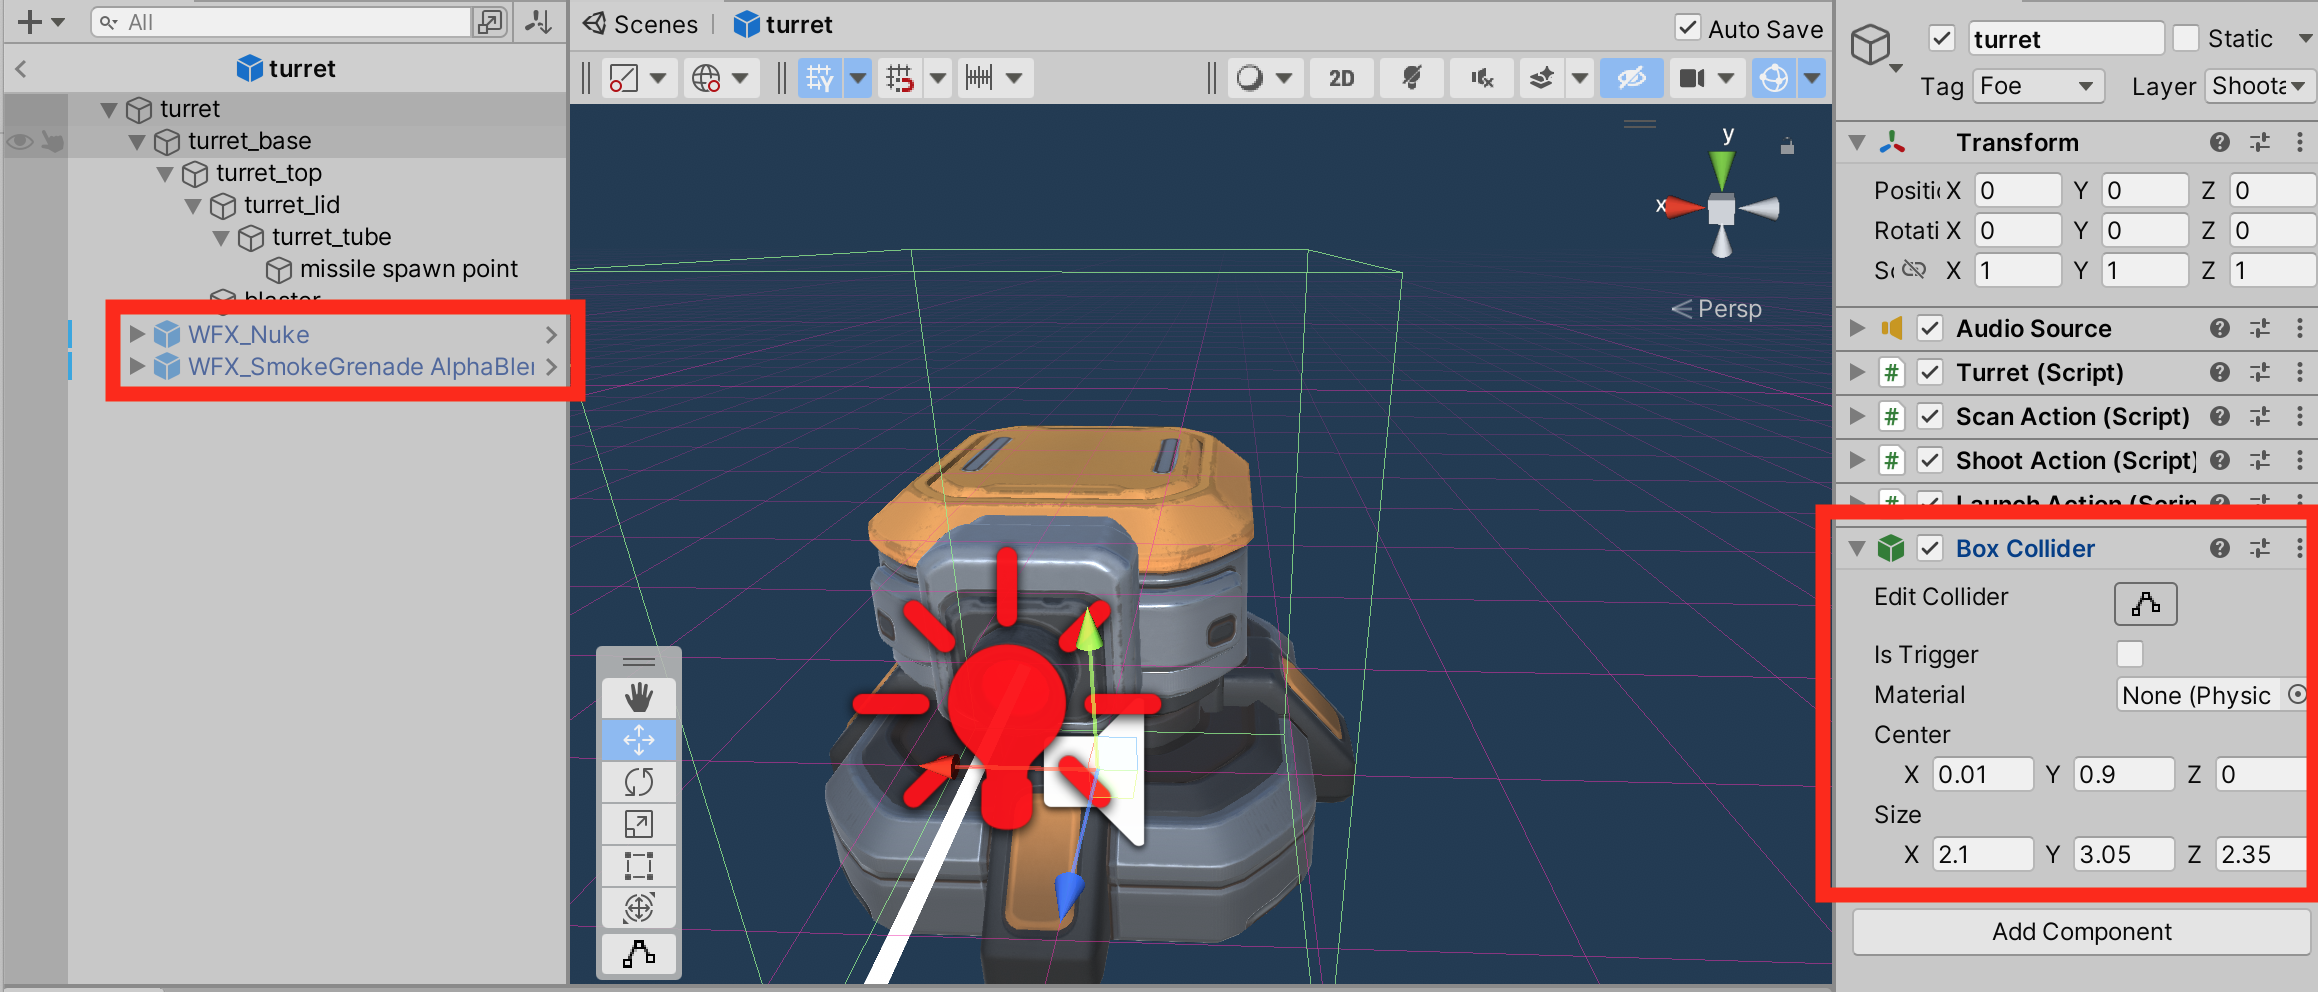 All
turret
turret
turret_base
turret_top
turret_lid
turret_tube
missile spawn point
blaster
WFX_Nuke
WFX_SmokeGrenade AlphaBler
Scenes
turret
Auto Save
2D
y
x
Persp
turret
Static
Tag
Foe
Layer
Shoota
Transform
Positi X 0 Y 0 Z 0
Rotati X 0 Y 0 Z 0
Sc X 1 Y 1 Z 1
Audio Source
# Turret (Script)
# Scan Action (Script)
# Shoot Action (Script)
# Launch Action (Scrip
Box Collider
Edit Collider
Is Trigger
Material None (Physic
Center
X 0.01 Y 0.9 Z 0
Size
X 2.1 Y 3.05 Z 2.35
Add Component